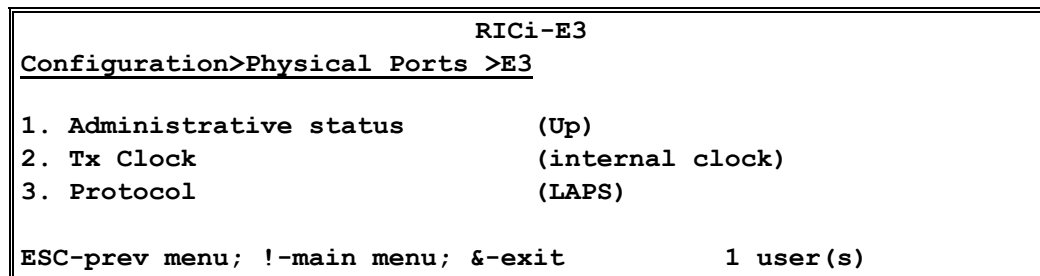 RICi-E3
Configuration>Physical Ports >E3
1. Administrative status (Up)
2. Tx Clock (internal clock)
3. Protocol (LAPS)
ESC-prev menu; !-main menu; &-exit 1 user(s)